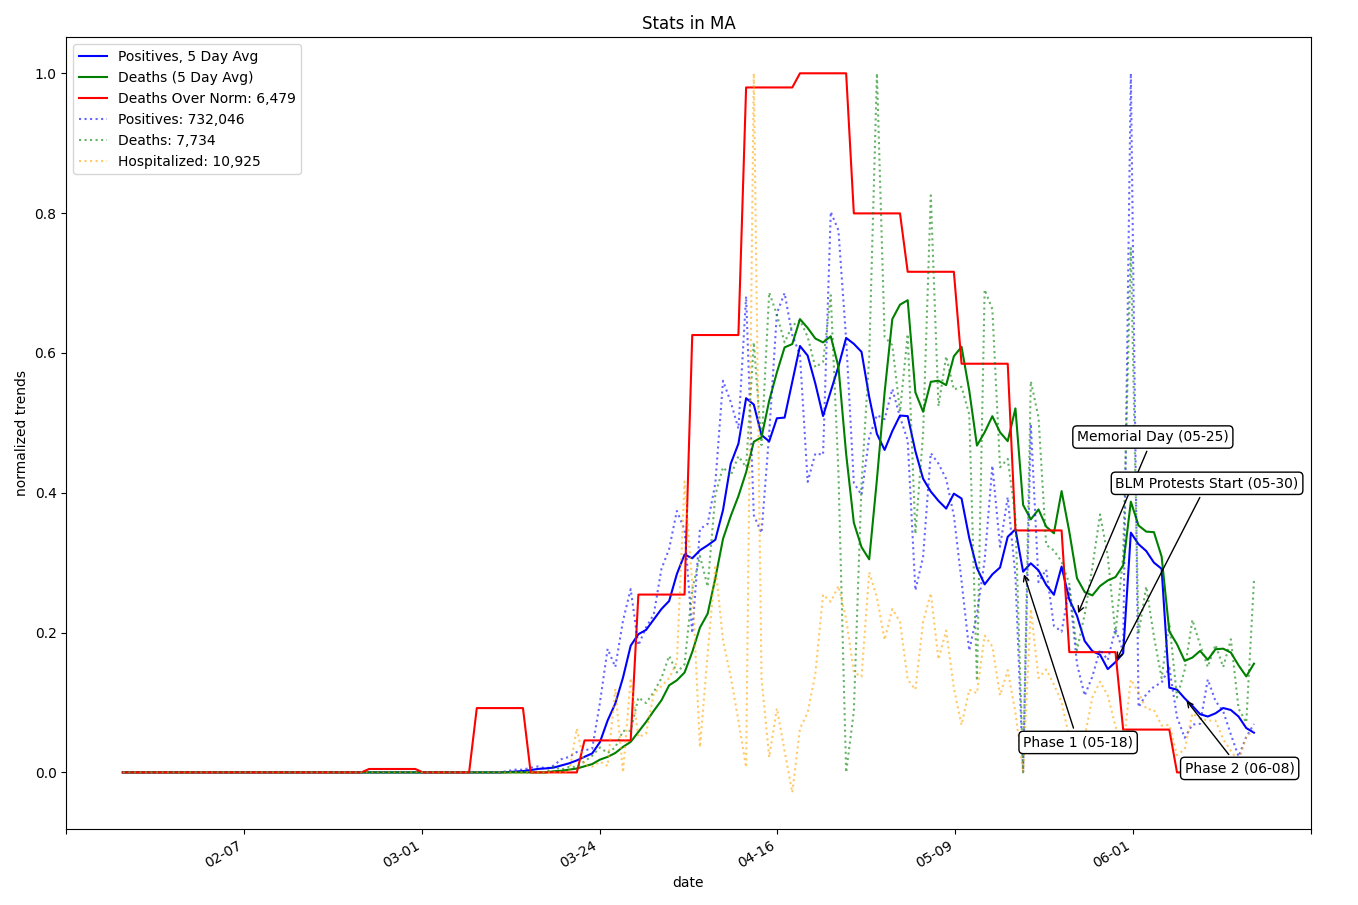 Stats in MA
Positives, 5 Day Avg
Deaths (5 Day Avg)
Deaths Over Norm: 6,479
Positives: 732,046
Deaths: 7,734
Hospitalized: 10,925
1.0
0.8
0.6
0.4
0.2
0.0
normalized trends
Memorial Day (05-25)
BLM Protests Start (05-30)
Phase 1 (05-18)
Phase 2 (06-08)
02-07
03-01
03-24
04-16
05-09
06-01
date